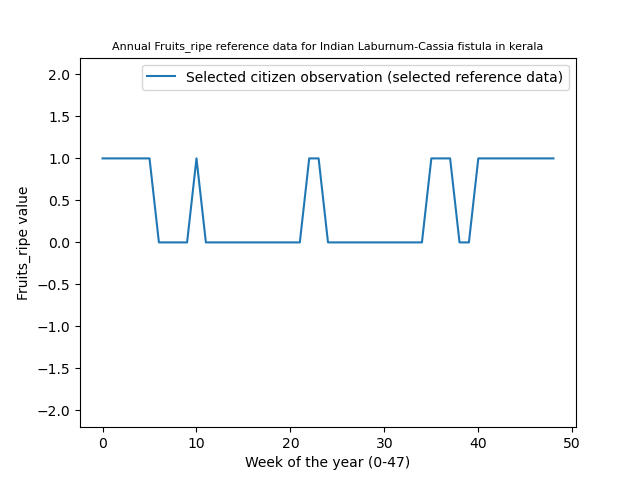 Annual Fruits_ripe reference data for Indian Laburnum-Cassia fistula in kerala
Selected citizen observation (selected reference data)
Fruits_ripe value
2.0
1.5
1.0
0.5
0.0
−0.5
−1.0
−1.5
−2.0
0 10 20 30 40 50
Week of the year (0-47)